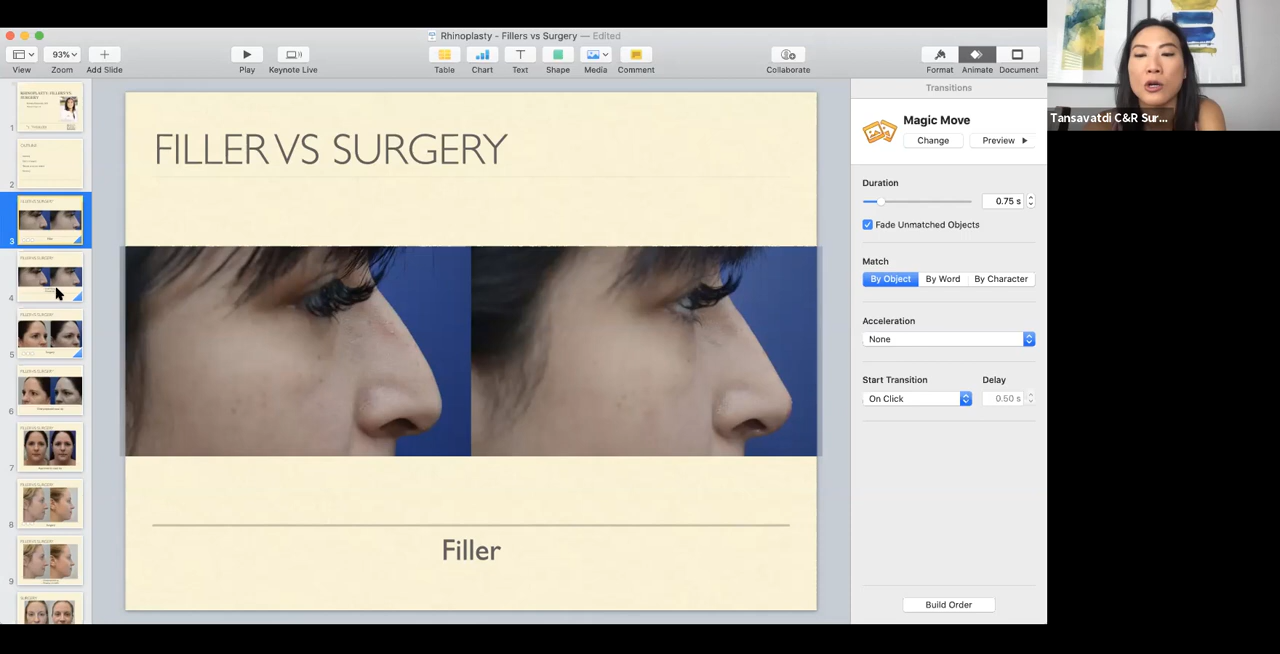 Rhinoplasty - Fillers vs Surgery — Edited
93%
View
Zoom
Add Slide
Play
Keynote Live
Table
Chart
Text
Shape
Media
Comment
Collaborate
Format
Animate
Document
1
2
3
4
5
6
7
8
9
FILLER VS SURGERY
Filler
Transitions
Magic Move
Change
Preview
Duration
0.75 s
Fade Unmatched Objects
Match
By Object
By Word
By Character
Acceleration
None
Start Transition
Delay
On Click
0.50 s
Build Order
Tansavatdi C&R Sur...